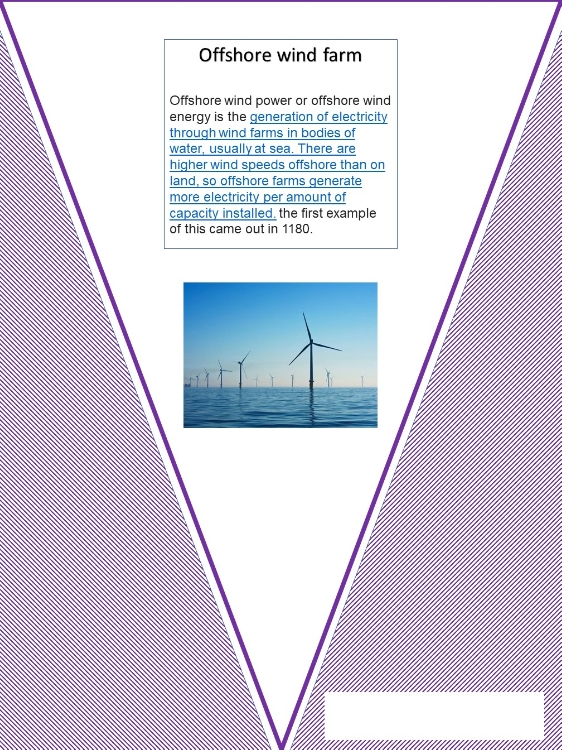 Offshore wind farm
Offshore wind power or offshore wind
energy is the generation of electricity
through wind farms in bodies of
water, usually at sea. There are
higher wind speeds offshore than on
land, so offshore farms generate
more electricity per amount of
capacity installed. the first example
of this came out in 1180.